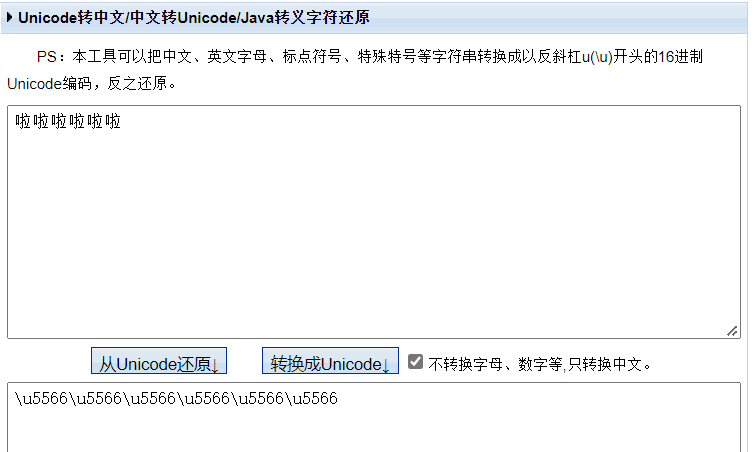 Unicode转中文/中文转Unicode/Java转义字符还原
PS：本工具可以把中文、英文字母、标点符号、特殊特号等字符串转换成以反斜杠u(\u)开头的16进制
Unicode编码，反之还原。
啦啦啦啦啦啦
从Unicode还原↓ 转换成Unicode↓ 不转换字母、数字等,只转换中文。
\u5566\u5566\u5566\u5566\u5566\u5566